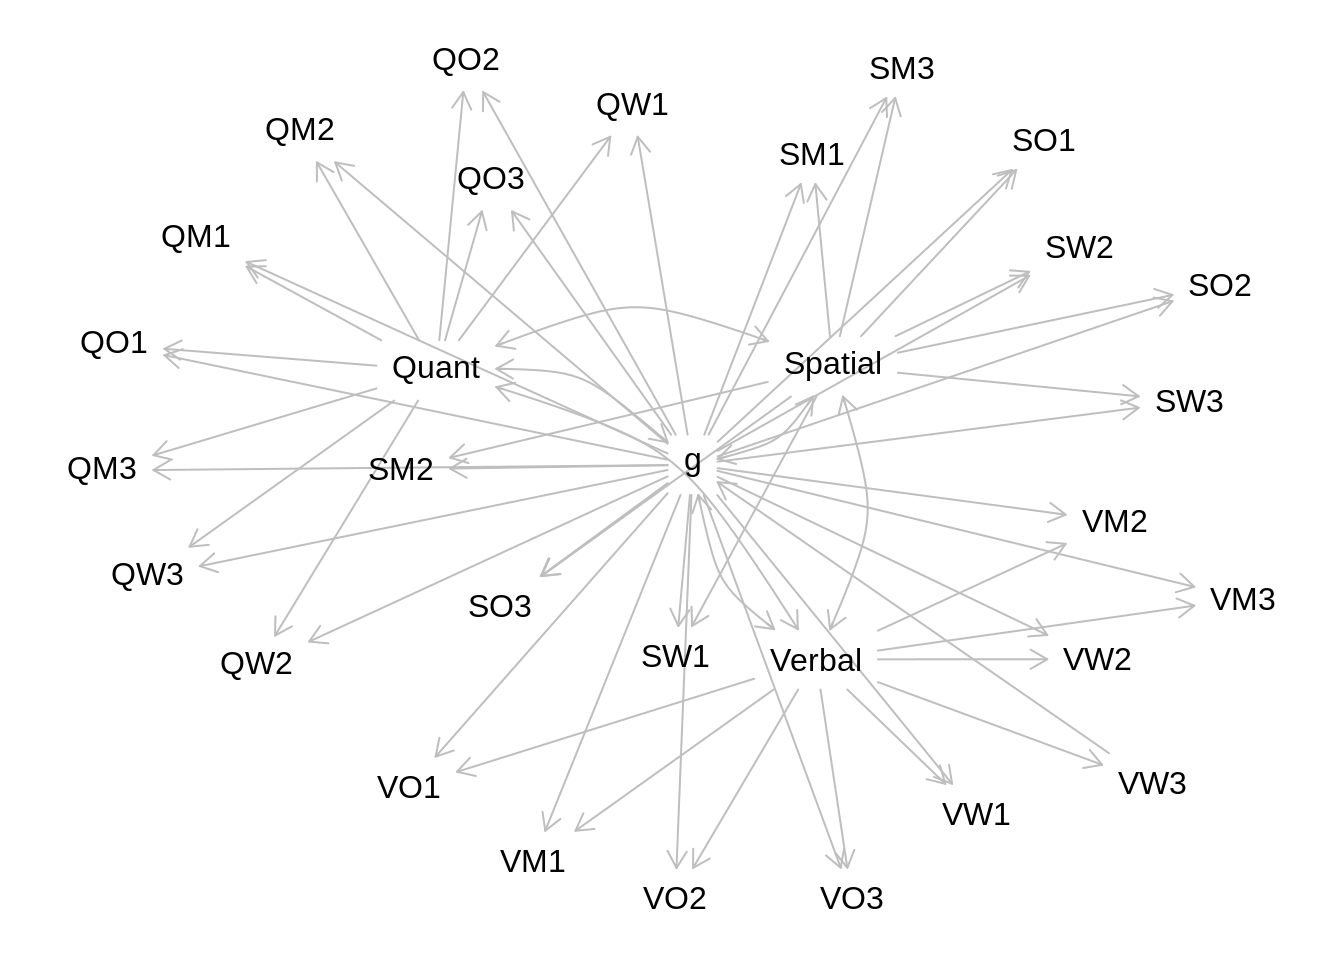 QO2
SM3
QW1
QM2
SO1
SM1
QO3
QM1
SW2
SO2
QO1
Spatial
Quant
SW3
g
QM3
SM2
VM2
QW3
VM3
SO3
SW1
VW2
Verbal
QW2
VW3
VO1
VW1
VM1
VO2
VO3